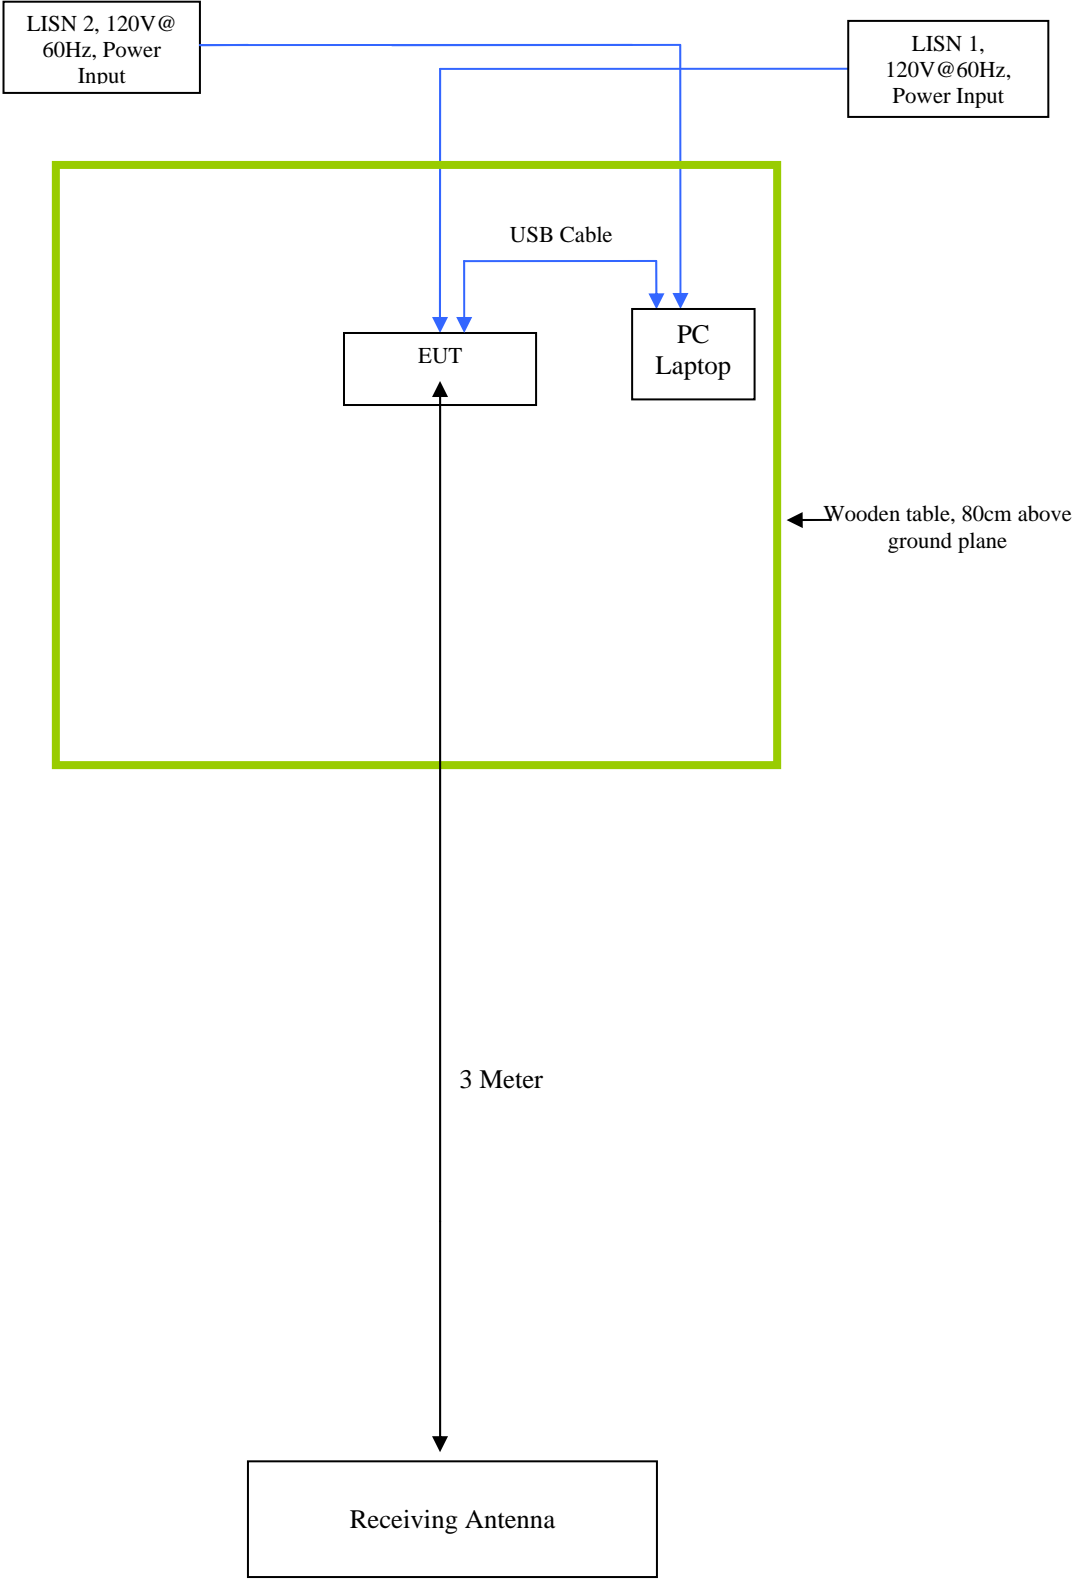 LISN 2, 120V@
60Hz, Power
Input
LISN 1,
120V@60Hz,
Power Input
USB Cable
EUT
PC
Laptop
Wooden table, 80cm above
ground plane
3 Meter
Receiving Antenna